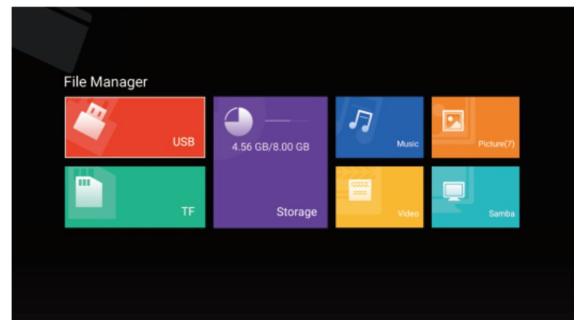 File Manager
USB
4.56 GB/8.00 GB
Music
Picture(7)
TF
Storage
Video
Samba